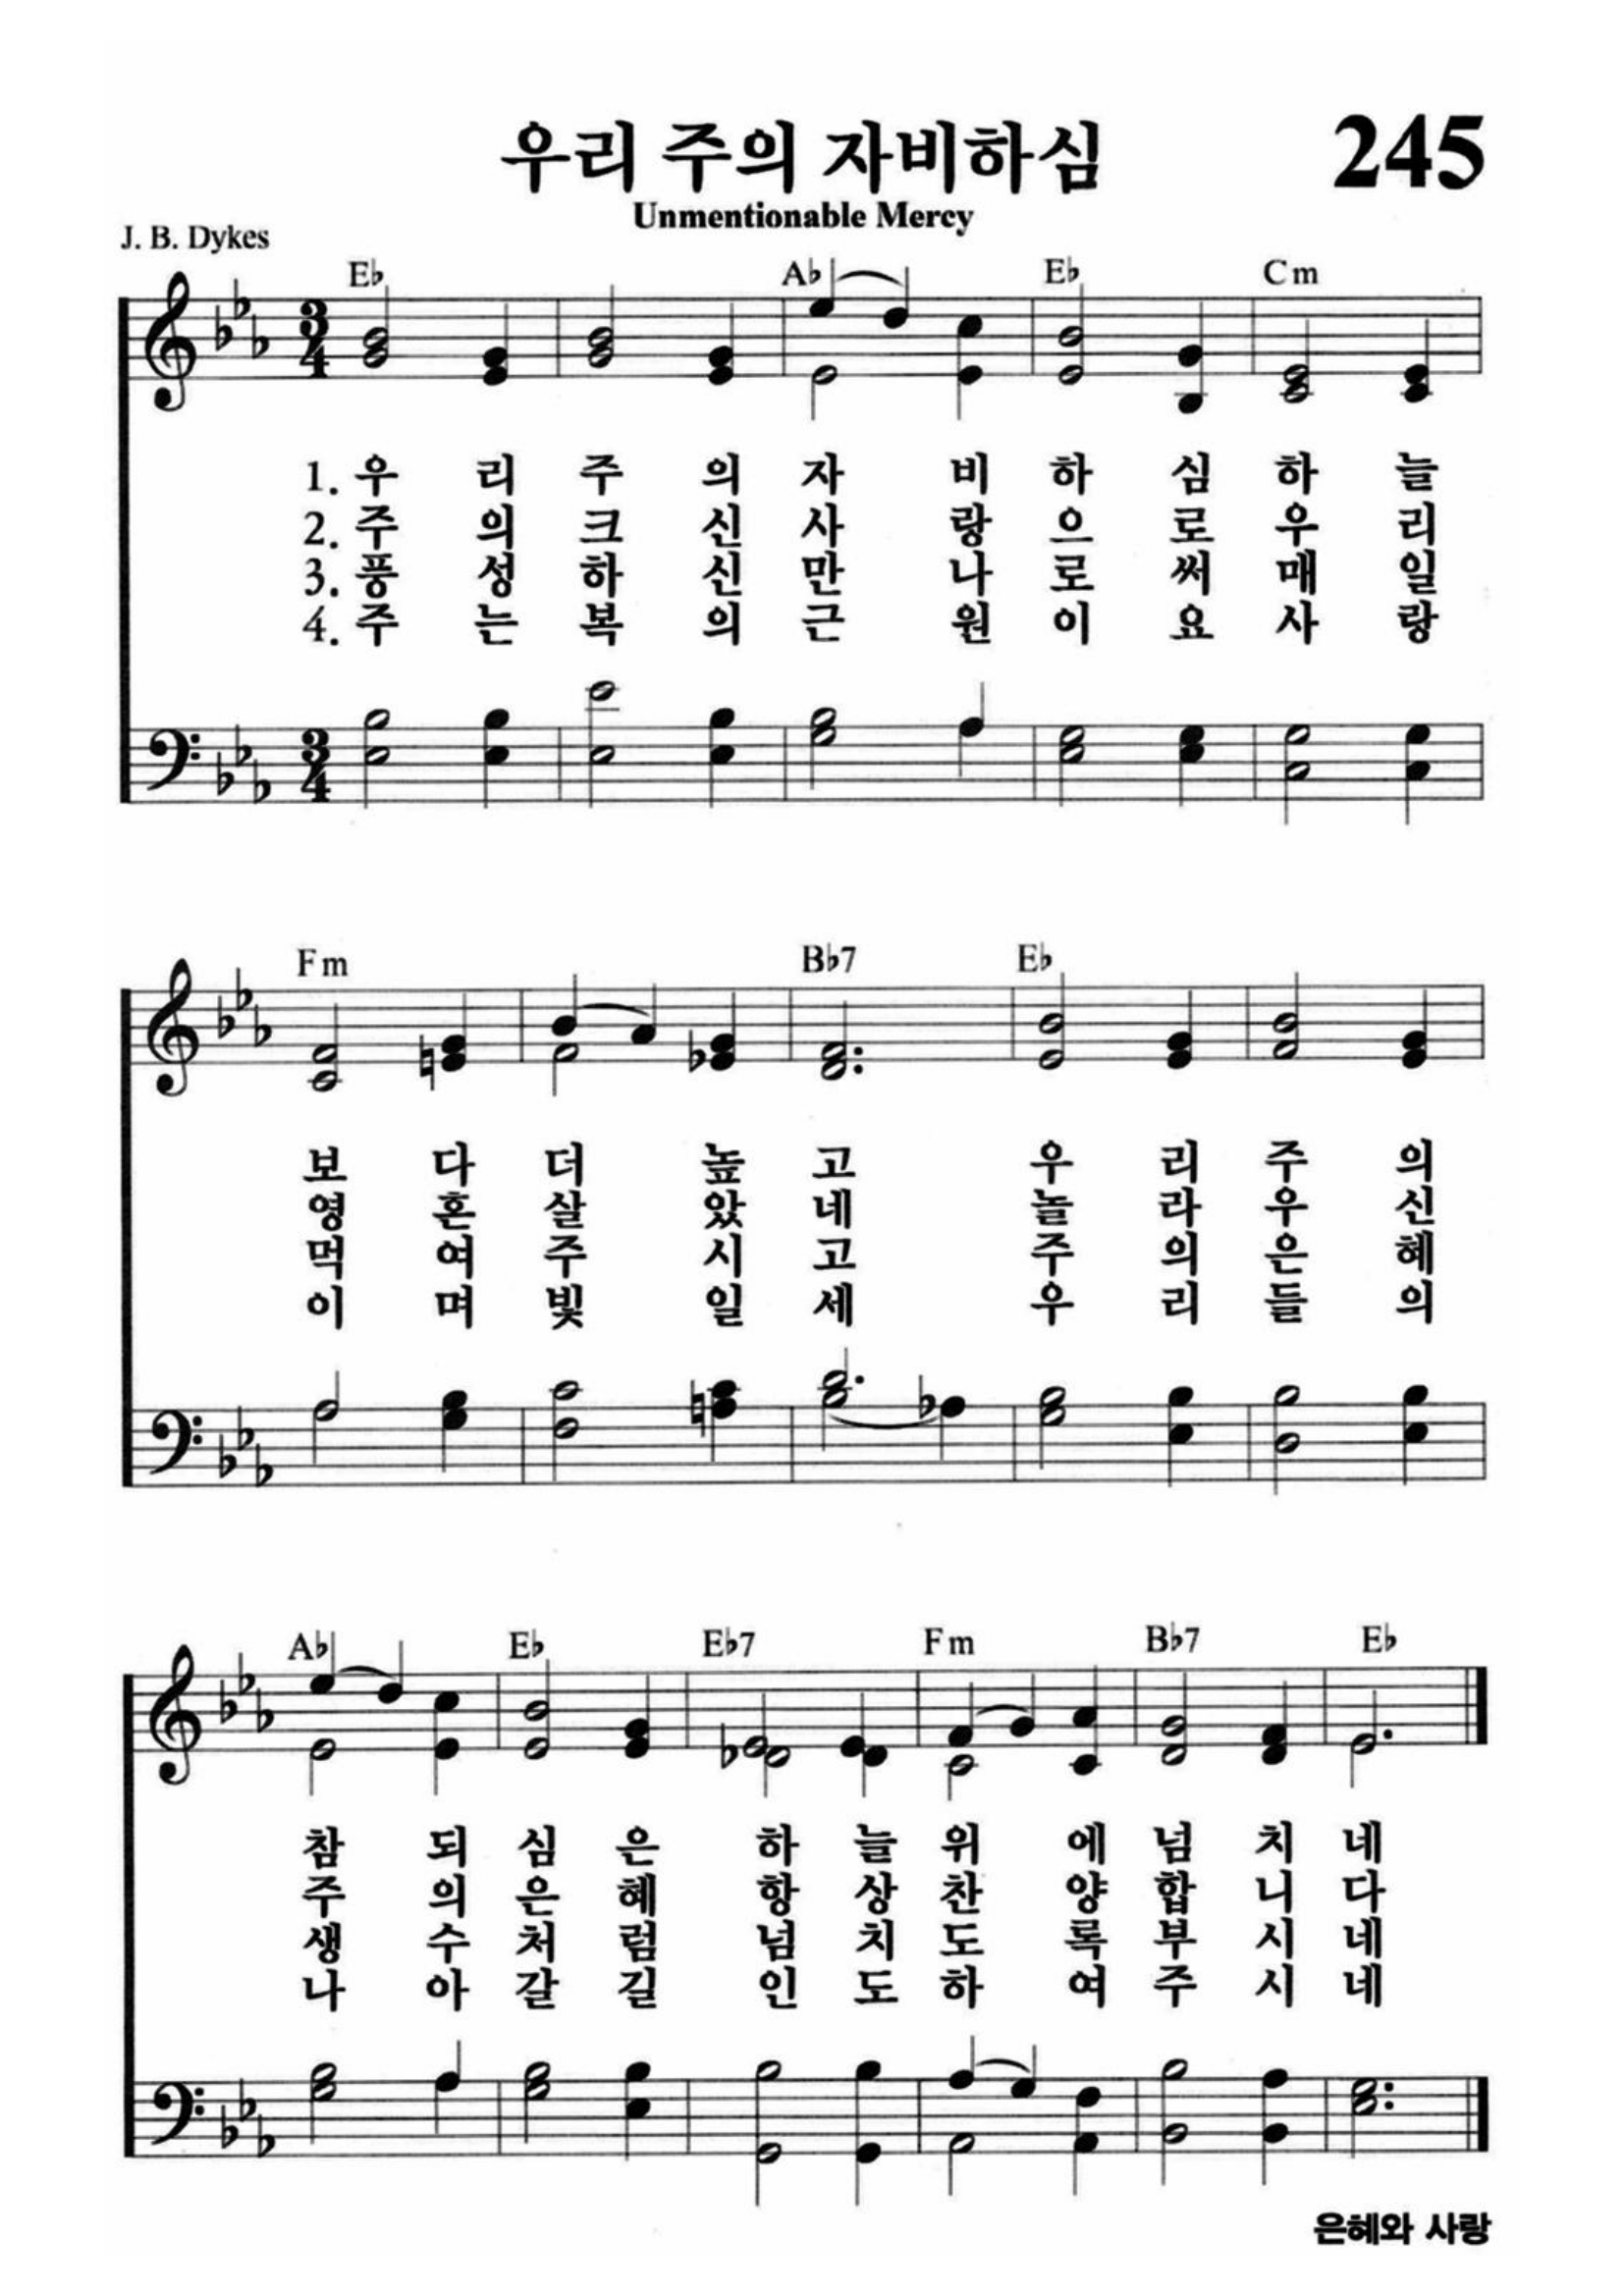 우리 주의 자비하심
245
Unmentionable Mercy
J. B. Dykes
E♭ A♭ E♭ Cm
1. 우 리 주 의 자 비 하 심 하 늘
2. 주 의 크 신 사 랑 으 로 우 리
3. 풍 성 하 신 만 나 로 써 매 일
4. 주 는 복 의 근 원 이 요 사 랑
Fm B♭7 E♭
보 다 더 높 고 우 리 주 의
영 혼 살 았 네 놀 라 우 신
먹 여 주 시 고 주 의 은 혜
이 며 빛 일 세 우 리 들 의
A♭ E♭ E♭7 Fm B♭7 E♭
참 되 심 은 하 늘 위 에 넘 치 네
주 의 은 혜 항 상 찬 양 합 니 다
생 수 처 럼 넘 치 도 록 부 시 네
나 아 갈 길 인 도 하 여 주 시 네
은혜와 사랑